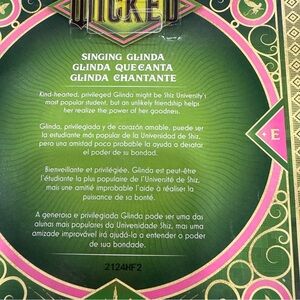 WICKED
SINGING GLINDA
GLINDA QUE CANTA
GLINDA CHANTANTE
Kind-hearted, privileged Glinda might be Shiz University's
most popular student, but an unlikely friendship helps
her realize the power of her goodness.
Glinda, privilegiada y de corazón amable, puede ser
la estudiante más popular de la Universidad de Shiz,
pero una amistad poco probable la ayuda a desatar
el poder de su bondad.
Bienveillante et privilégiée, Glinda est peut-être
l'étudiante la plus populaire de l'Université de Shiz,
mais une amitié improbable l'aide à réaliser la
puissance de sa bonté.
A generosa e privilegiada Glinda pode ser uma das
alunas mais populares da Universidade Shiz, mas uma
amizade improvável irá ajudá-la a entender o poder
de sua bondade.
2124HF2
E